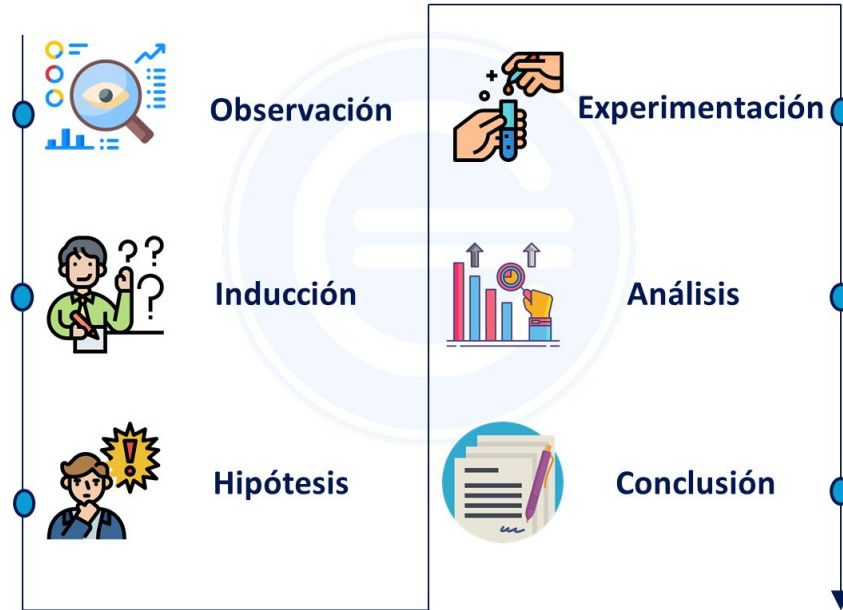 Observación
Inducción
Hipótesis
Experimentación
Análisis
Conclusión